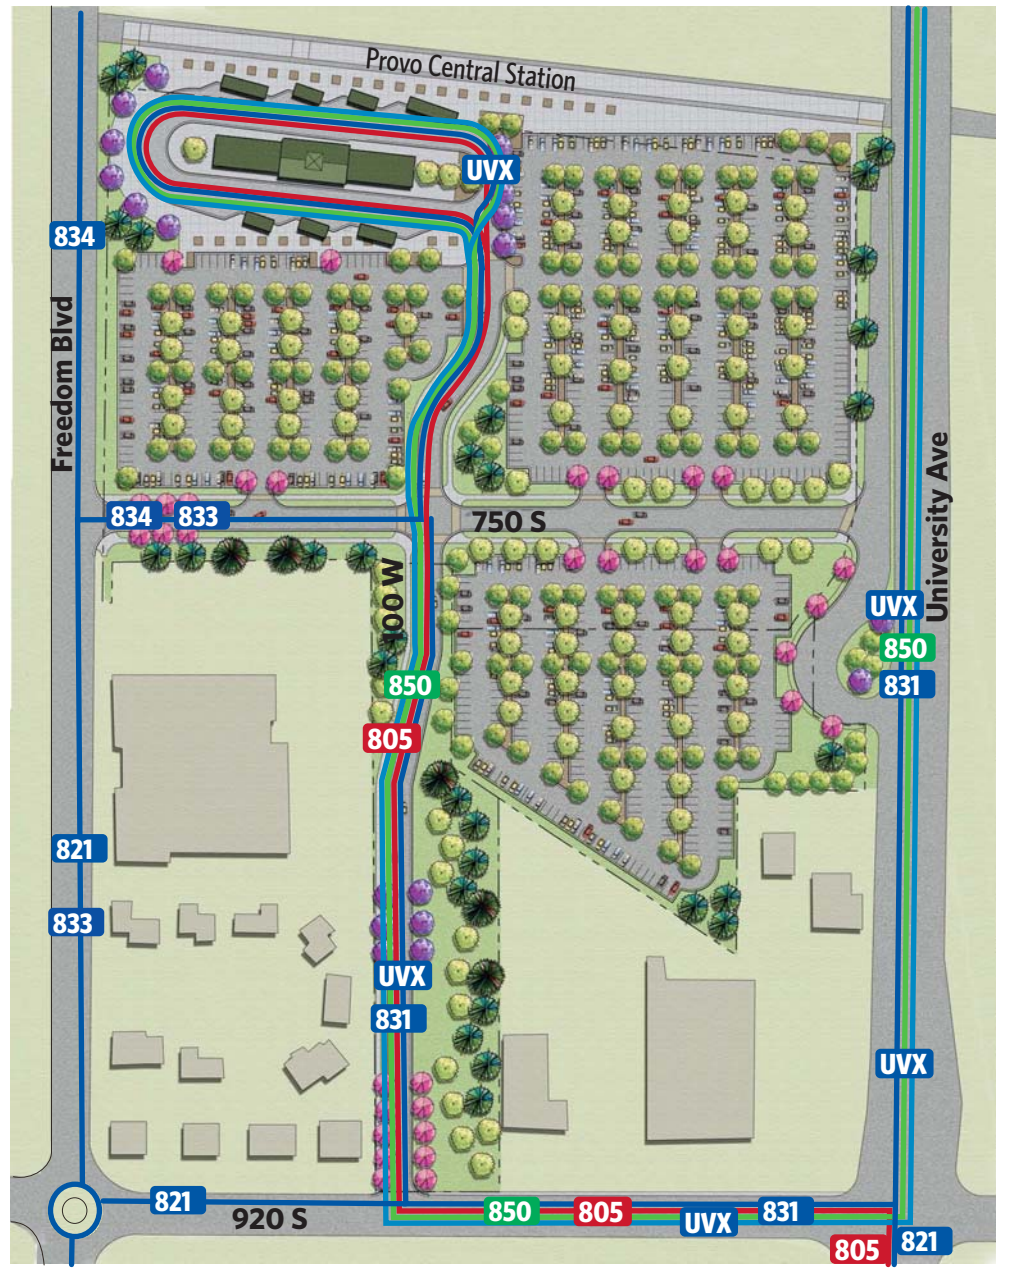 Provo Central Station
UVX
834
Freedom Blvd
834
833
750 S
100 W
University Ave
UVX
850
831
850
805
821
833
UVX
831
UVX
821
920 S
850
805
UVX
831
821
805